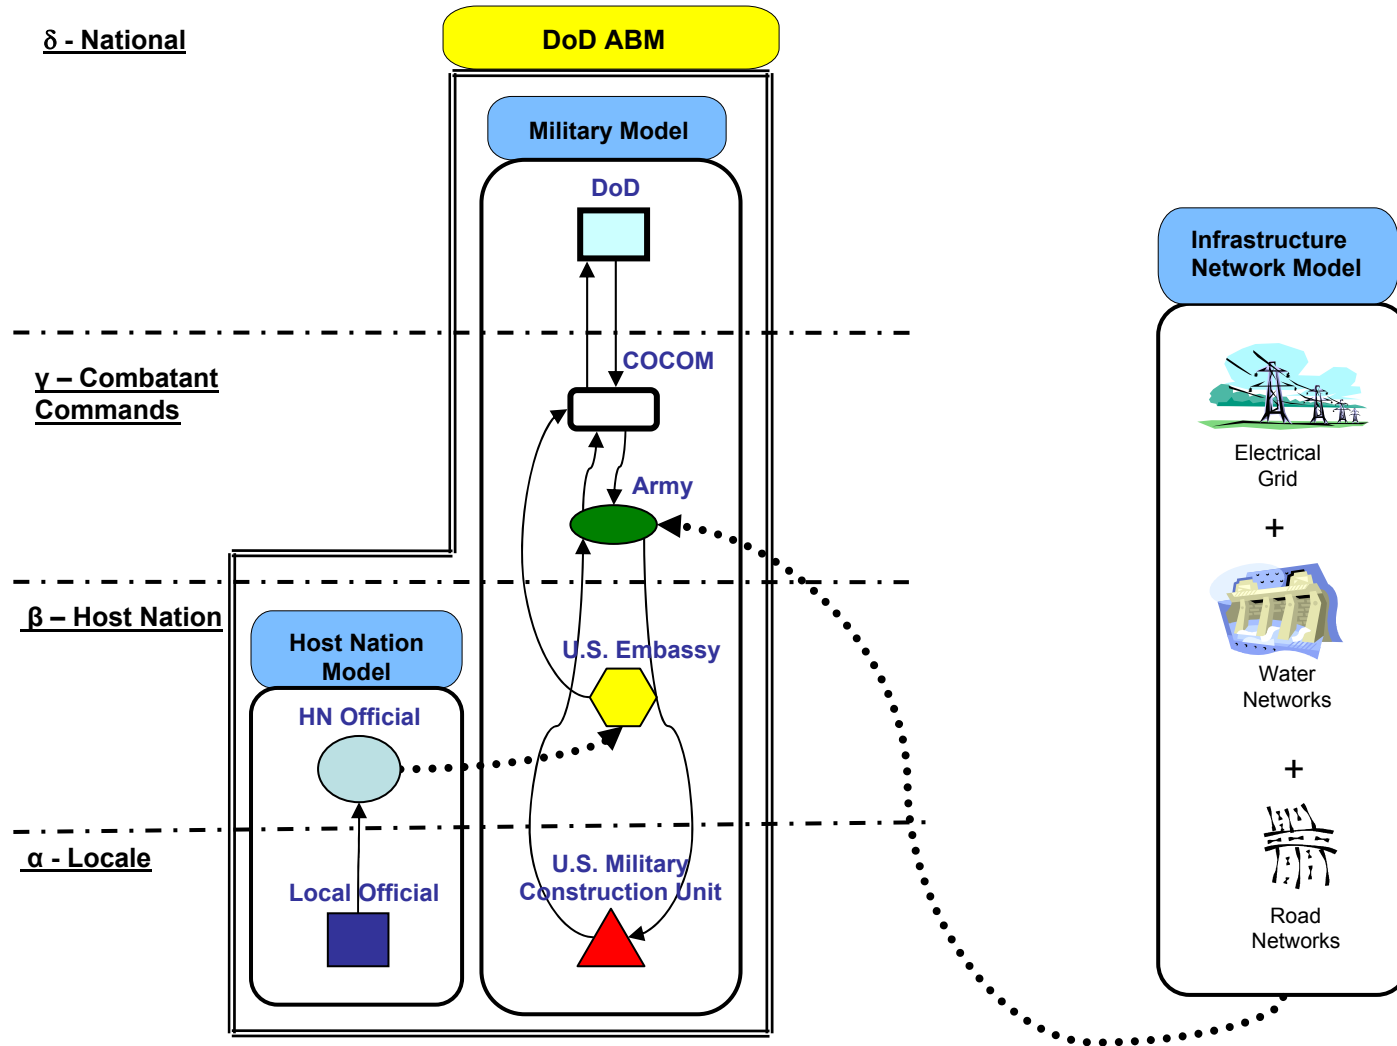 δ - National
DoD ABM
Military Model
DoD
Infrastructure
Network Model
COCOM
γ – Combatant
Commands
Electrical
Grid
Army
+
β – Host Nation
Host Nation
Model
U.S. Embassy
Water
Networks
HN Official
+
α - Locale
U.S. Military
Construction Unit
Local Official
Road
Networks